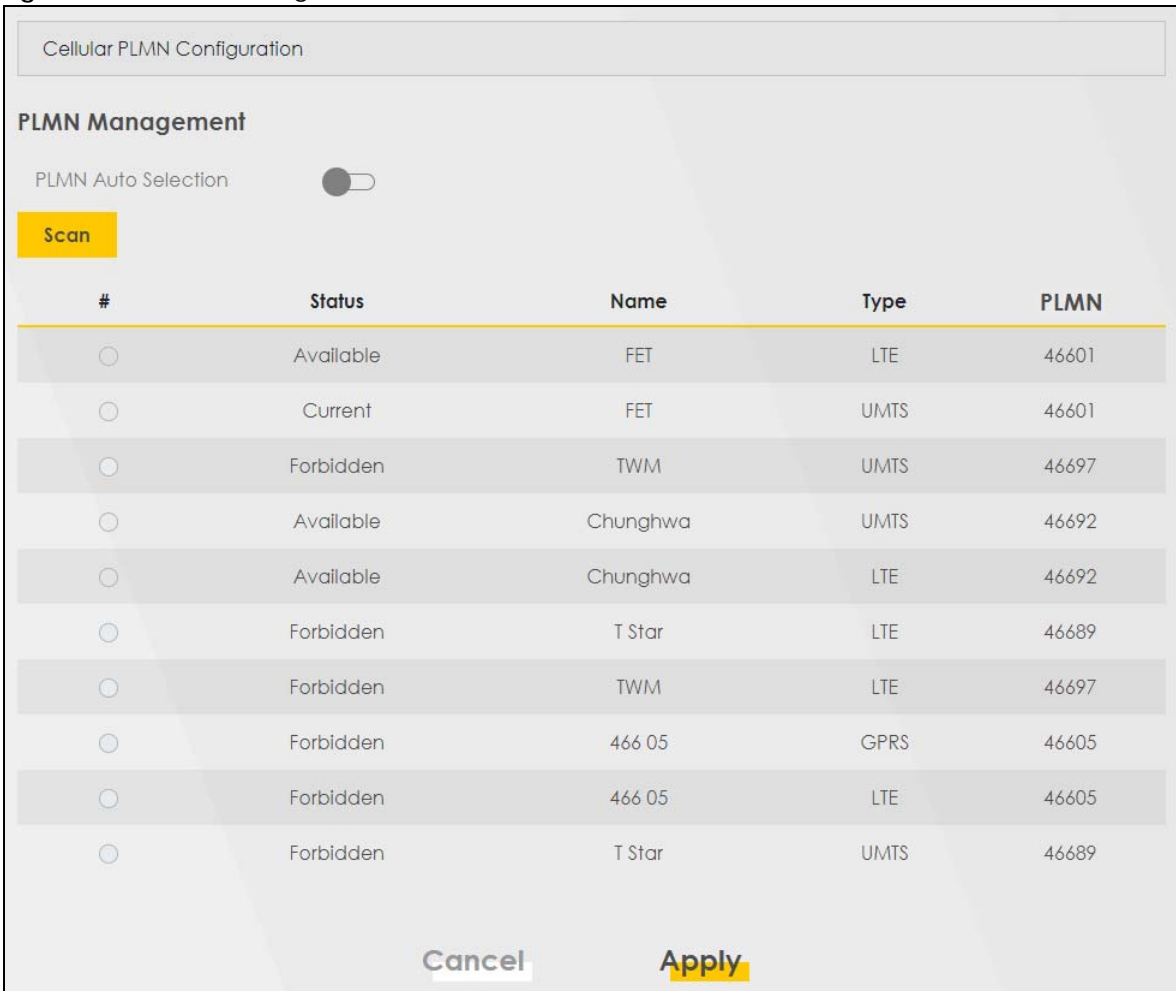 Cellular PLMN Configuration
PLMN Management
PLMN Auto Selection
Scan
# Status Name Type PLMN
Available FET LTE 46601
Current FET UMTS 46601
Forbidden TWM UMTS 46697
Available Chunghwa UMTS 46692
Available Chunghwa LTE 46692
Forbidden T Star LTE 46689
Forbidden TWM LTE 46697
Forbidden 466 05 GPRS 46605
Forbidden 466 05 LTE 46605
Forbidden T Star UMTS 46689
Cancel Apply